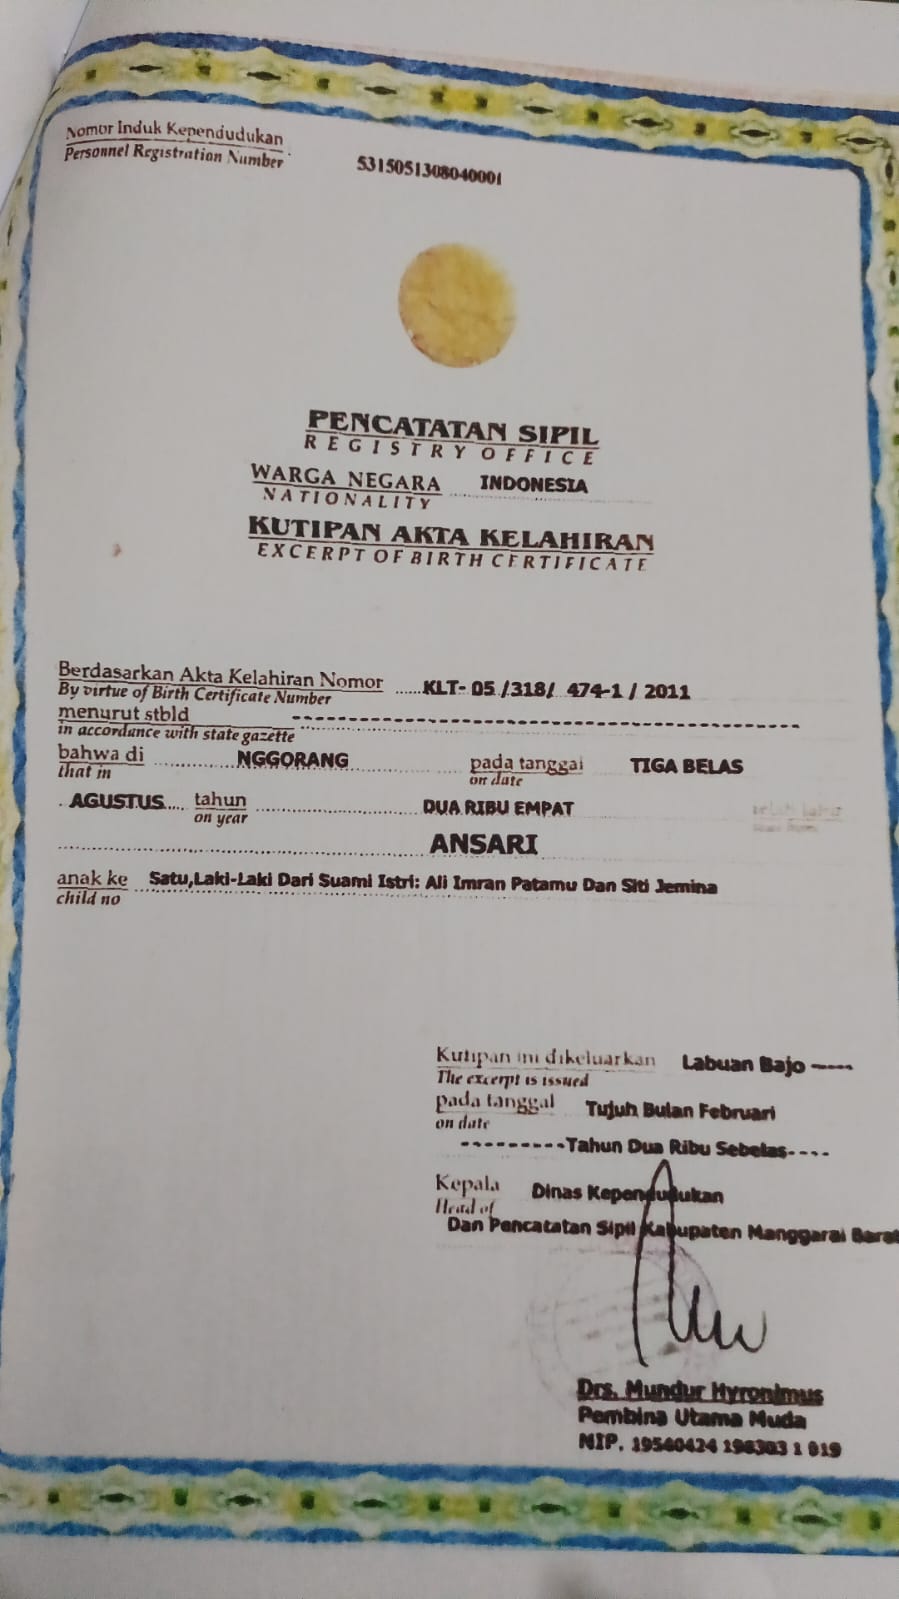 Nomor Induk Kependudukan
Personnel Registration Number
5315051308040001
PENCATATAN SIPIL
REGISTRY OFFICE
WARGA NEGARA INDONESIA
NATIONALITY
KUTIPAN AKTA KELAHIRAN
EXCERPT OF BIRTH CERTIFICATE
Berdasarkan Akta Kelahiran Nomor KLT- 05 /318/ 474-1 / 2011
By virtue of Birth Certificate Number
menurut stbld
in accordance with state gazette
bahwa di NGGORANG pada tanggal TIGA BELAS
that in on date
AGUSTUS tahun DUA RIBU EMPAT telah lahir
on year
ANSARI
anak ke Satu,Laki-Laki Dari Suami Istri: Ali Imran Patamu Dan Siti Jemina
child no
Kutipan ini dikeluarkan Labuan Bajo -----
The excerpt is issued
pada tanggal Tujuh Bulan Februari
on date
---------Tahun Dua Ribu Sebelas----
Kepala Dinas Kependudukan
Head of
Dan Pencatatan Sipil Kabupaten Manggarai Barat
Drs. Mundur Hyronimus
Pembina Utama Muda
NIP. 19540424 198303 1 019